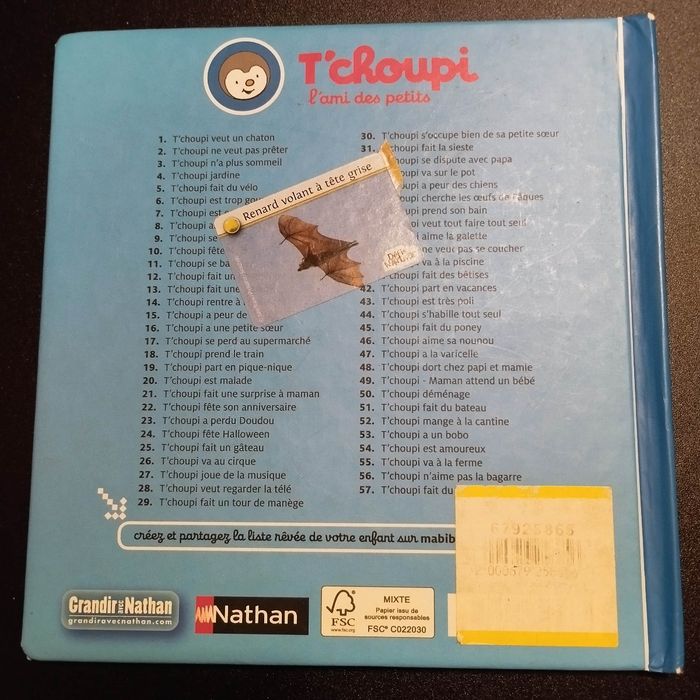 T'choupi
l'ami des petits
1. T'choupi veut un chaton
2. T'choupi ne veut pas prêter
3. T'choupi n'a plus sommeil
4. T'choupi jardine
5. T'choupi fait du vélo
6. T'choupi est trop
7. T'choupi est
8. T'choupi
9. T'choupi se
10. T'choupi fête
11. T'choupi se
12. T'choupi fait
13. T'choupi fait une
14. T'choupi rentre à
15. T'choupi a peur de
16. T'choupi a une petite sœur
17. T'choupi se perd au supermarché
18. T'choupi prend le train
19. T'choupi part en pique-nique
20. T'choupi est malade
21. T'choupi fait une surprise à maman
22. T'choupi fête son anniversaire
23. T'choupi a perdu Doudou
24. T'choupi fête Halloween
25. T'choupi fait un gâteau
26. T'choupi va au cirque
27. T'choupi joue de la musique
28. T'choupi veut regarder la télé
29. T'choupi fait un tour de manège
30. T'choupi s'occupe bien de sa petite sœur
31. T'choupi fait la sieste
T'choupi se dispute avec papa
T'choupi va sur le pot
T'choupi a peur des chiens
T'choupi cherche les œufs de Pâques
T'choupi prend son bain
T'choupi veut tout faire tout seul
T'choupi aime la galette
ne veut pas se coucher
va à la piscine
T'choupi fait des bêtises
42. T'choupi part en vacances
43. T'choupi est très poli
44. T'choupi s'habille tout seul
45. T'choupi fait du poney
46. T'choupi aime sa nounou
47. T'choupi a la varicelle
48. T'choupi dort chez papi et mamie
49. T'choupi - Maman attend un bébé
50. T'choupi déménage
51. T'choupi fait du bateau
52. T'choupi mange à la cantine
53. T'choupi a un bobo
54. T'choupi est amoureux
55. T'choupi va à la ferme
56. T'choupi n'aime pas la bagarre
57. T'choupi fait du
Renard volant à tête grise
créez et partagez la liste rêvée de votre enfant sur mabib
67925865
Grandir avec Nathan
grandiravecnathan.com
Nathan
FSC
www.fsc.org
MIXTE
Papier issu de
sources responsables
FSC® C022030